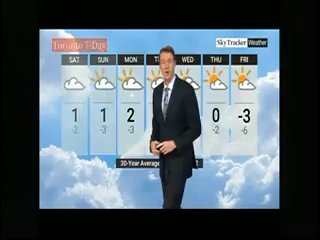 Toronto 7-Day
SkyTracker Weather
SAT SUN MON T WED THU FRI
1 1 2 0 -3
-2 -3 -3 -2 -6
30-Year Average